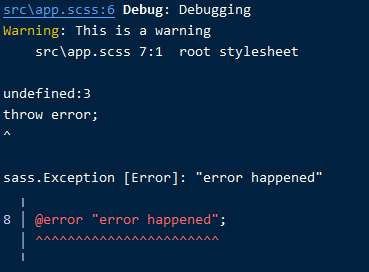 src\app.scss:6 Debug: Debugging
Warning: This is a warning
    src\app.scss 7:1  root stylesheet

undefined:3
throw error;
^

sass.Exception [Error]: "error happened"
  ╷
8 │ @error "error happened";
  │ ^^^^^^^^^^^^^^^^^^^^^^^
  ╵